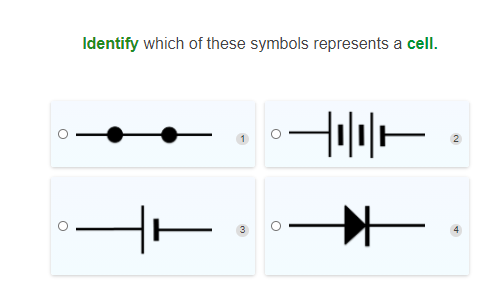 Identify which of these symbols represents a cell.
1
2
3
4